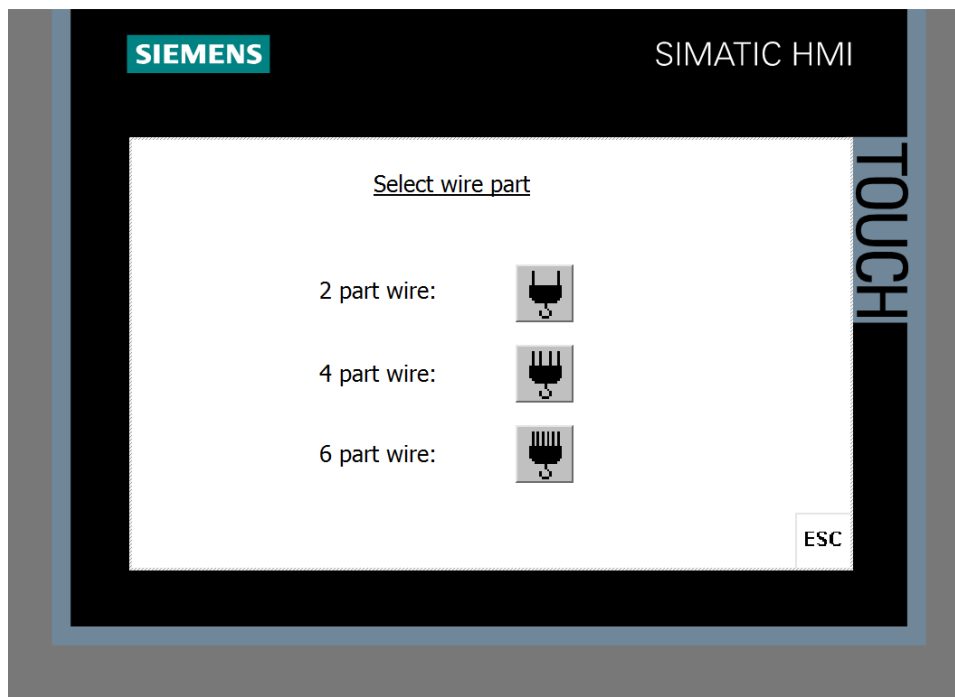 SIEMENS
SIMATIC HMI
TOUCH
Select wire part
2 part wire:
4 part wire:
6 part wire:
ESC